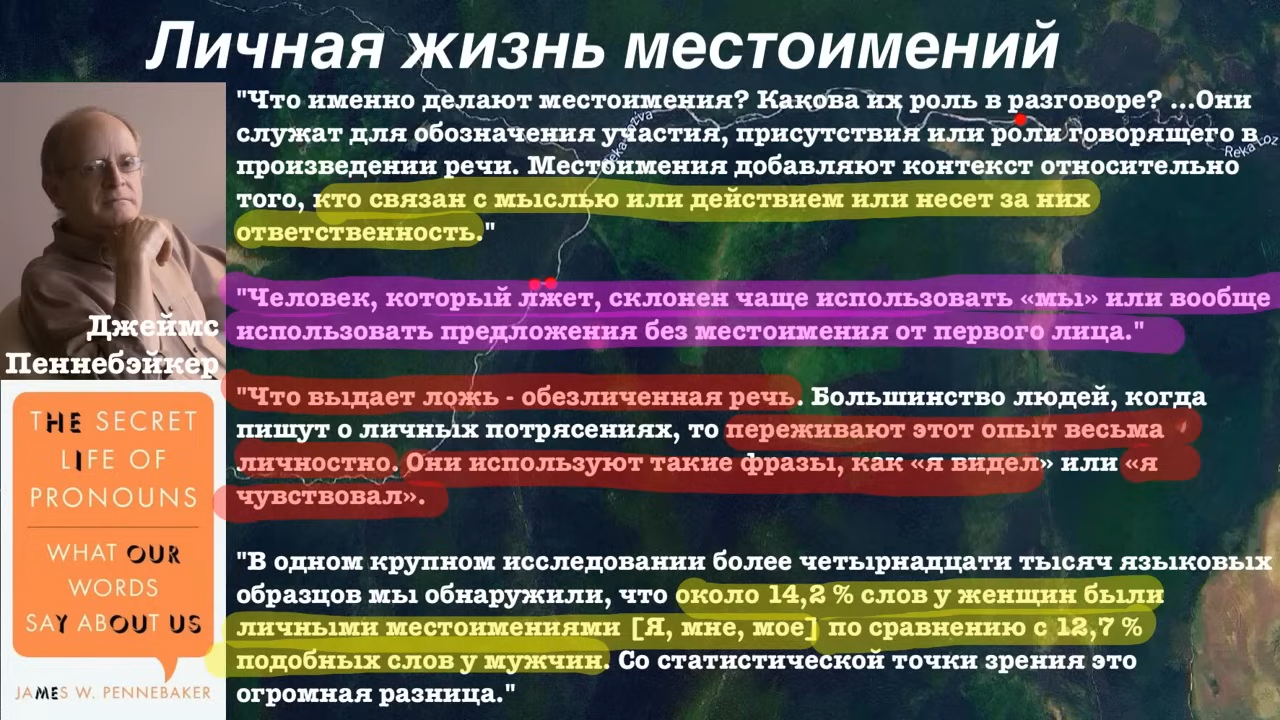 Личная жизнь местоимений
"Что именно делают местоимения? Какова их роль в разговоре? ...Они
служат для обозначения участия, присутствия или роли говорящего в
произведении речи. Местоимения добавляют контекст относительно
того, кто связан с мыслью или действием или несет за них
ответственность."
"Человек, который лжет, склонен чаще использовать «мы» или вообще
использовать предложения без местоимения от первого лица."
"Что выдает ложь - обезличенная речь. Большинство людей, когда
пишут о личных потрясениях, то переживают этот опыт весьма
личностно. Они используют такие фразы, как «я видел» или «я
чувствовал».
"В одном крупном исследовании более четырнадцати тысяч языковых
образцов мы обнаружили, что около 14,2 % слов у женщин были
личными местоимениями [Я, мне, мое] по сравнению с 12,7 %
подобных слов у мужчин. Со статистической точки зрения это
огромная разница."
Джеймс
Пеннебэйкер
THE SECRET
LIFE OF
PRONOUNS
WHAT OUR
WORDS
SAY ABOUT US
JAMES W. PENNEBAKER